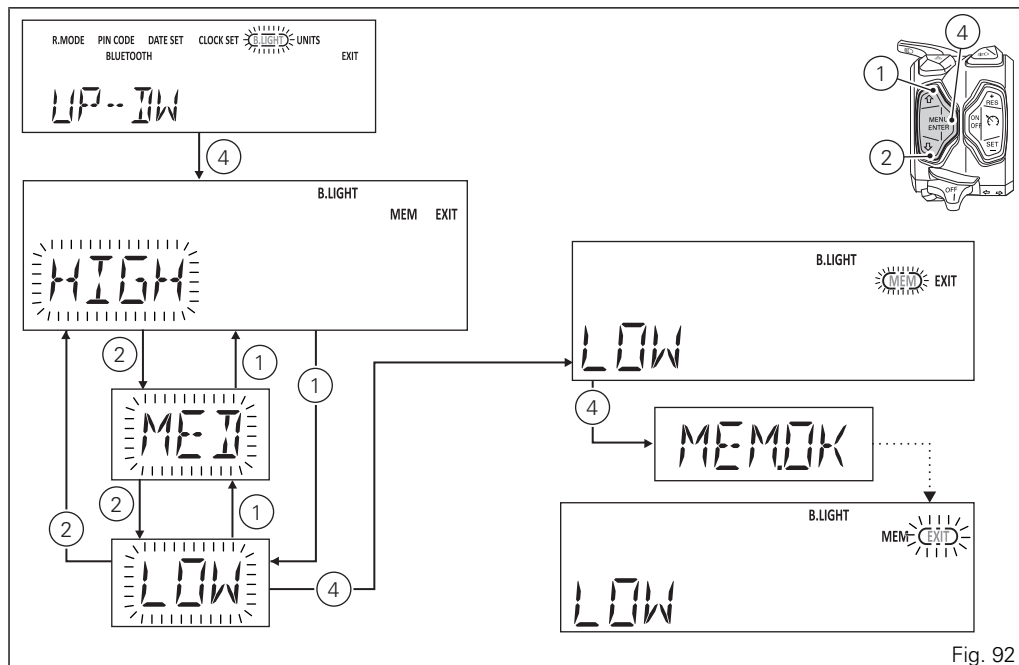 R.MODE PIN CODE DATE SET CLOCK SET B.LIGHT UNITS
BLUETOOTH EXIT
UP--DW
4
B.LIGHT
MEM EXIT
HIGH
2
1
1
MED
2
1
2
LOW
4
4
1
MENU
ENTER
2
RES
ON
OFF
SET
OFF
B.LIGHT
MEM EXIT
LOW
4
MEM.OK
B.LIGHT
MEM EXIT
LOW
Fig. 92